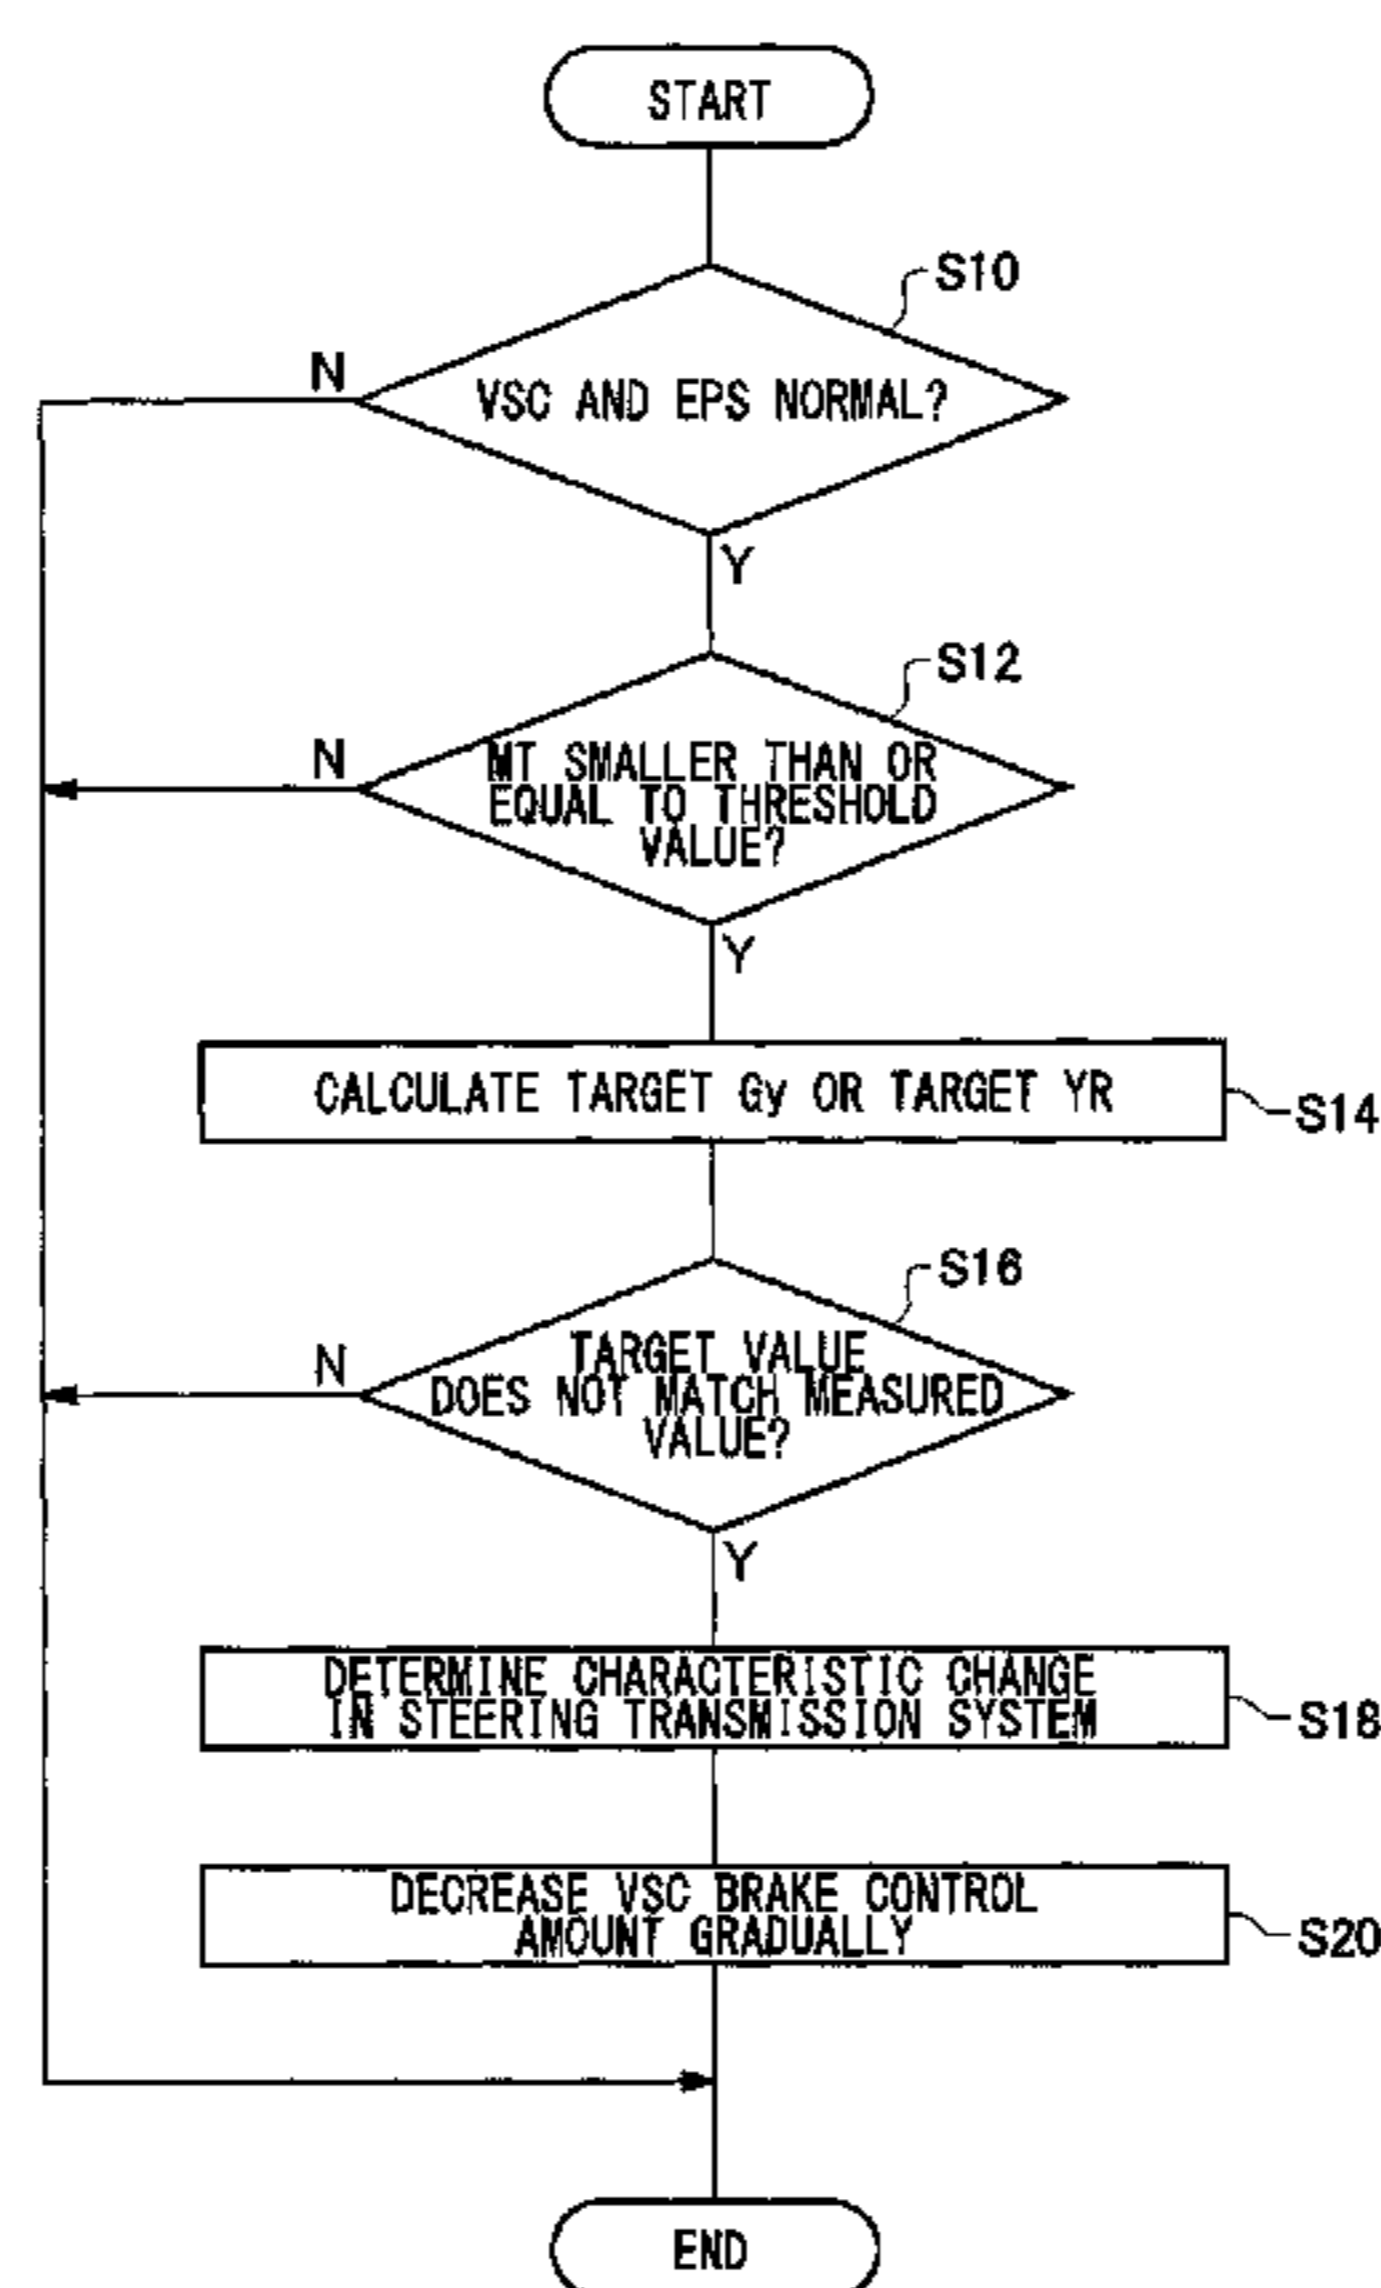 START
S10
N
VSC AND EPS NORMAL?
Y
S12
N
MT SMALLER THAN OR
EQUAL TO THRESHOLD
VALUE?
Y
CALCULATE TARGET Gy OR TARGET YR
S14
S16
N
TARGET VALUE
DOES NOT MATCH MEASURED
VALUE?
Y
DETERMINE CHARACTERISTIC CHANGE
IN STEERING TRANSMISSION SYSTEM
S18
DECREASE VSC BRAKE CONTROL
AMOUNT GRADUALLY
S20
END